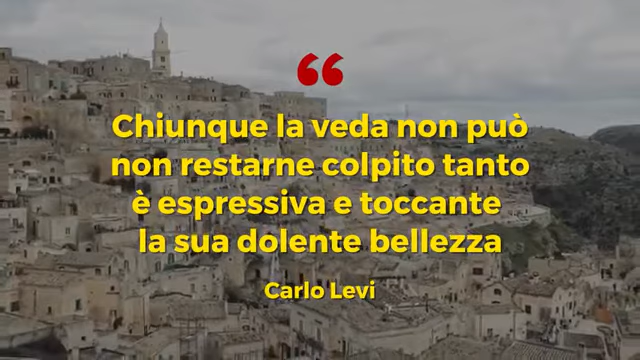 “
Chiunque la veda non può
non restarne colpito tanto
è espressiva e toccante
la sua dolente bellezza
Carlo Levi